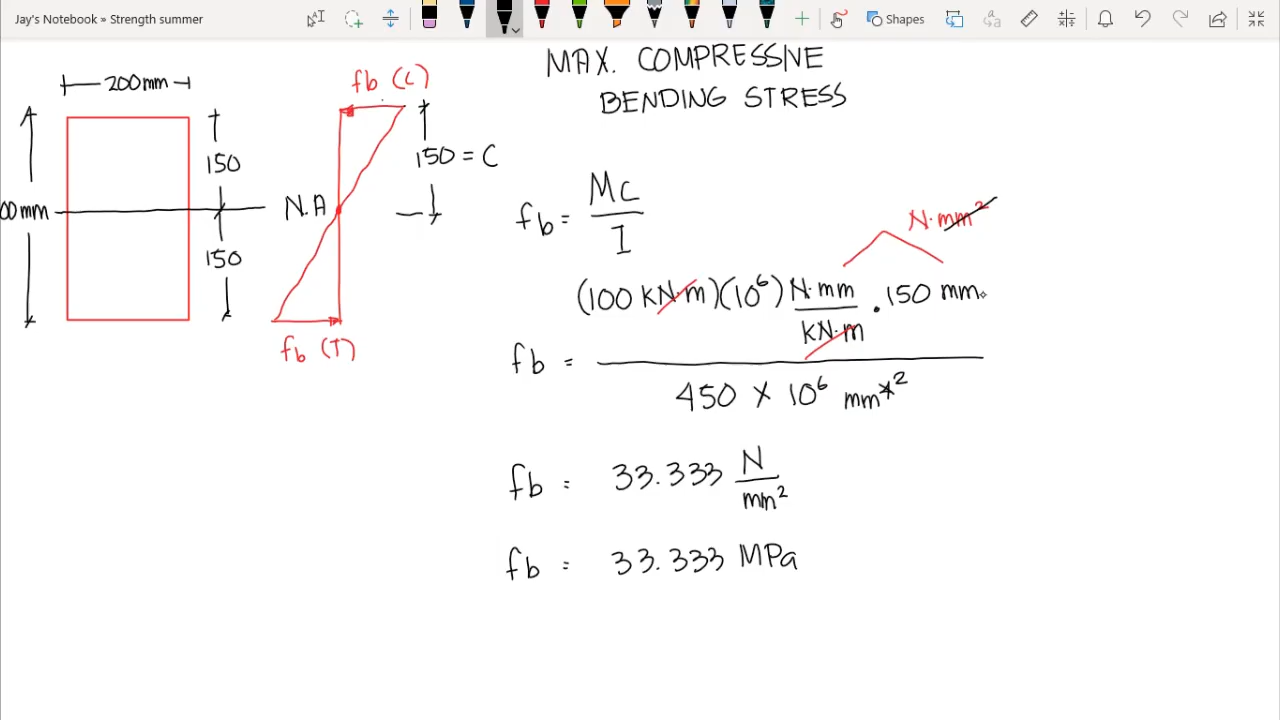 Jay's Notebook » Strength summer
Shapes
MAX. COMPRESSIVE
BENDING STRESS
200mm
fb (C)
150
150 = C
00mm
N.A
150
fb (T)
fb = Mc / I
N·mm²
fb = (100 kN·m)(10⁶) N·mm / kN·m · 150 mm
450 × 10⁶ mm⁴ ²
fb = 33.333 N / mm²
fb = 33.333 MPa